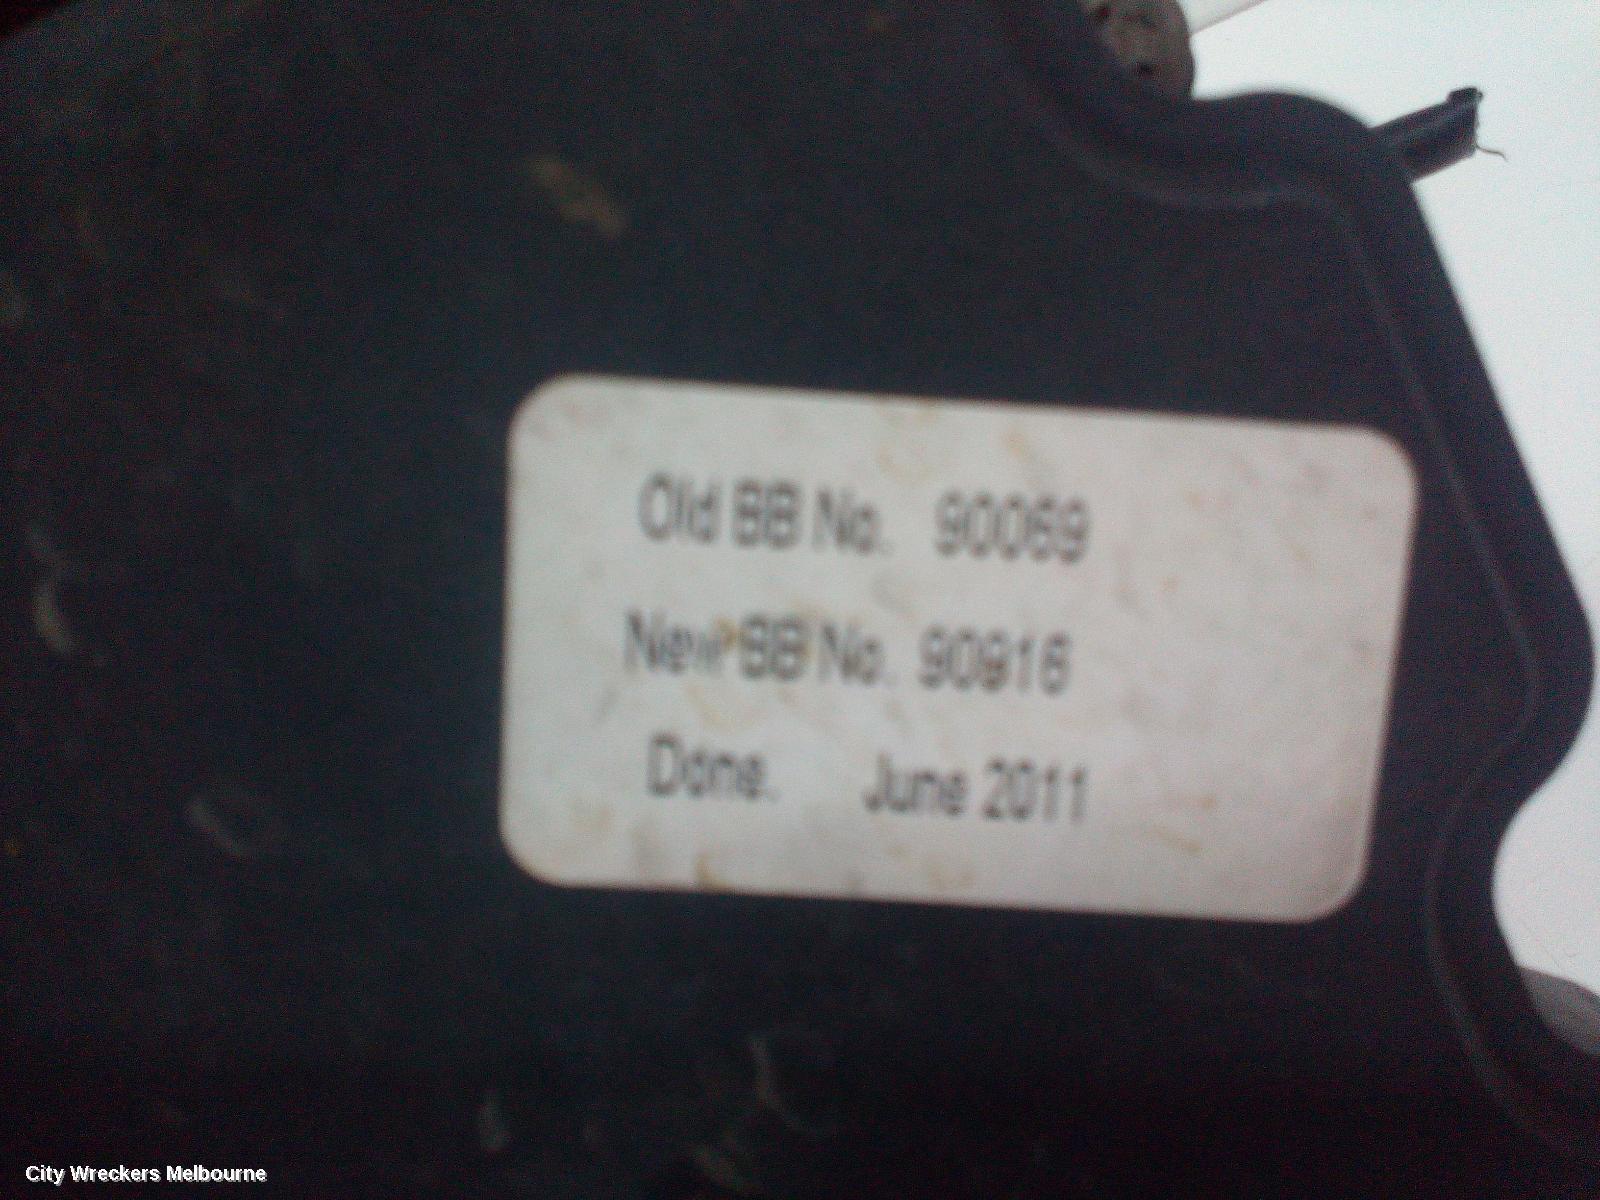 Old BB No. 90069
New BB No. 90916
Done. June 2011
City Wreckers Melbourne